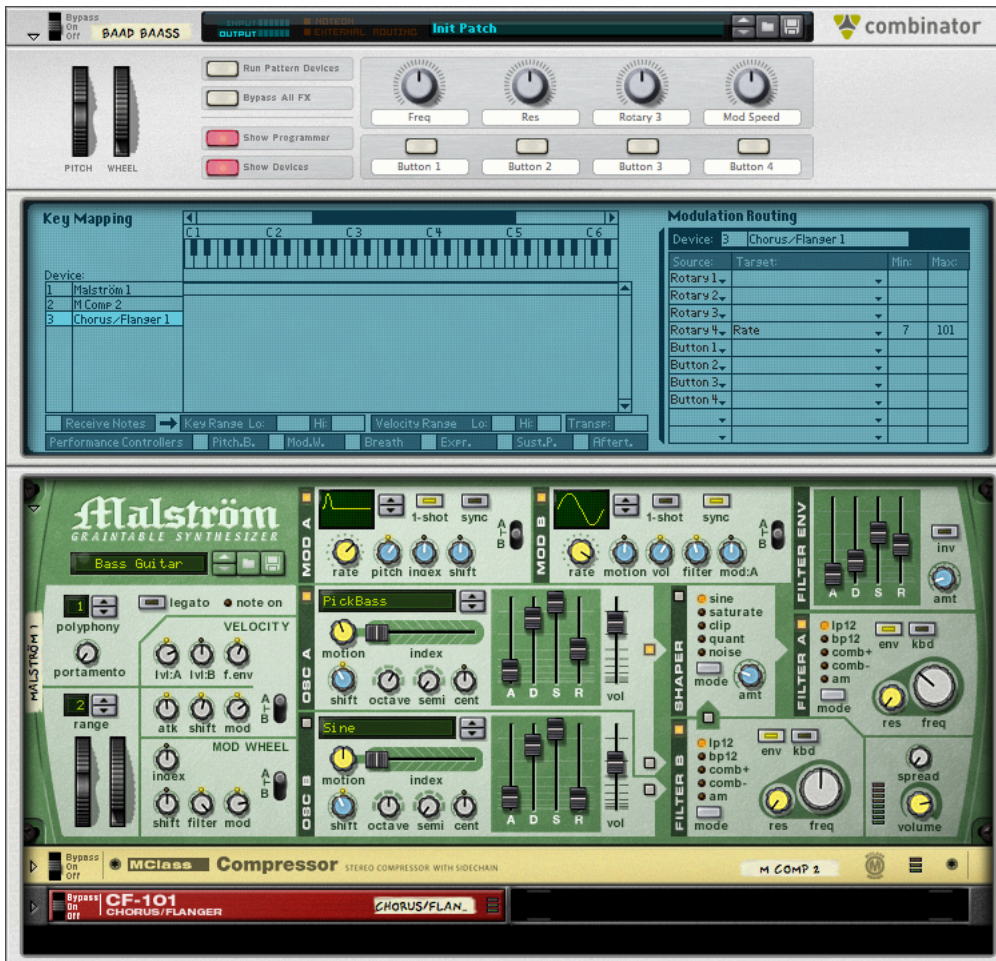 Bypass
On
Off
BAAD BAASS
INPUT
OUTPUT
NOTEON
EXTERNAL ROUTING
Init Patch
combinator
Run Pattern Devices
Bypass All FX
Show Programmer
Show Devices
PITCH WHEEL
Freq Res Rotary 3 Mod Speed
Button 1 Button 2 Button 3 Button 4
Key Mapping
C1 C2 C3 C4 C5 C6
Device:
1 Malström 1
2 M Comp 2
3 Chorus/Flanger 1
Receive Notes Key Range Lo: Hi: Velocity Range Lo: Hi: Transp:
Performance Controllers Pitch.B. Mod.W. Breath Expr. Sust.P. Aftert.
Modulation Routing
Device: 3 Chorus/Flanger 1
Source: Target: Min: Max:
Rotary 1
Rotary 2
Rotary 3
Rotary 4 Rate 7 101
Button 1
Button 2
Button 3
Button 4
Malström
GRAINTABLE SYNTHESIZER
Bass Guitar
MALSTRÖM 1
1
polyphony
legato note on
portamento
VELOCITY
lvl:A lvl:B f.env
2
range
atk shift mod
A
B
MOD WHEEL
index
A
B
shift filter mod
MOD A
1-shot sync
rate pitch index shift
A
B
MOD B
1-shot sync
rate motion vol filter mod:A
A
B
FILTER ENV
A D S R
inv
amt
OSC A
PickBass
motion index
shift octave semi cent
A D S R vol
OSC B
Sine
motion index
shift octave semi cent
A D S R vol
SHAPER
sine
saturate
clip
quant
noise
mode amt
FILTER A
lp12
bp12
comb+
comb-
am
mode
env kbd
res freq
FILTER B
lp12
bp12
comb+
comb-
am
mode
env kbd
res freq
spread
volume
Bypass
On
Off
MClass Compressor STEREO COMPRESSOR WITH SIDECHAIN
M COMP 2
M
Bypass
On
Off
CF-101
CHORUS/FLANGER
CHORUS/FLAN_